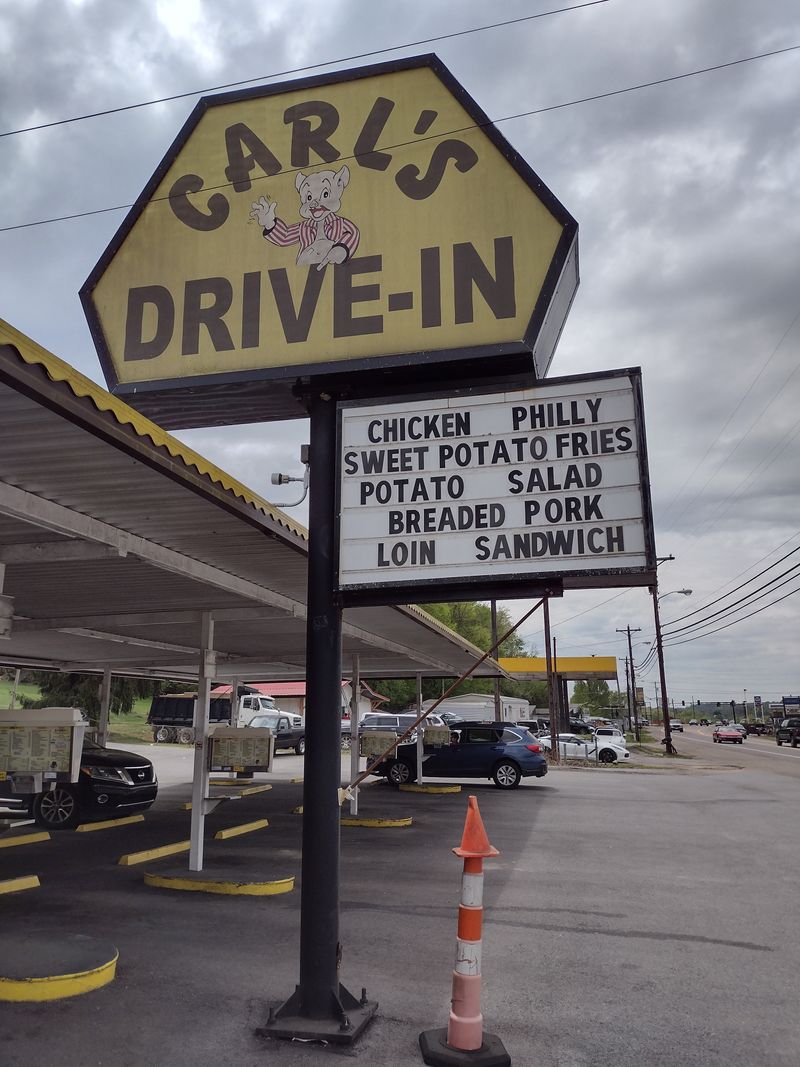 CARL'S
DRIVE-IN
CHICKEN PHILLY
SWEET POTATO FRIES
POTATO SALAD
BREADED PORK
LOIN SANDWICH